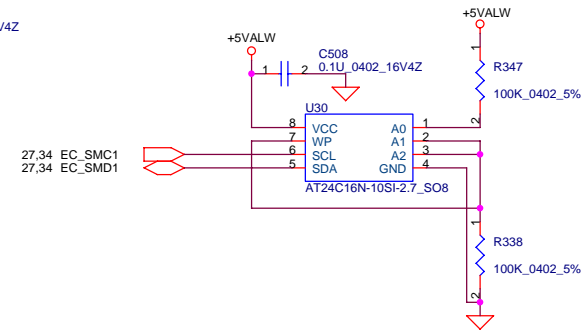 V4Z
+5VALW
+5VALW
C508
0.1U_0402_16V4Z
1 2
1
R347
100K_0402_5%
2
U30
8 VCC A0 1
7 WP A1 2
6 SCL A2 3
5 SDA GND 4
AT24C16N-10SI-2.7_SO8
27,34 EC_SMC1
27,34 EC_SMD1
1
R338
100K_0402_5%
2